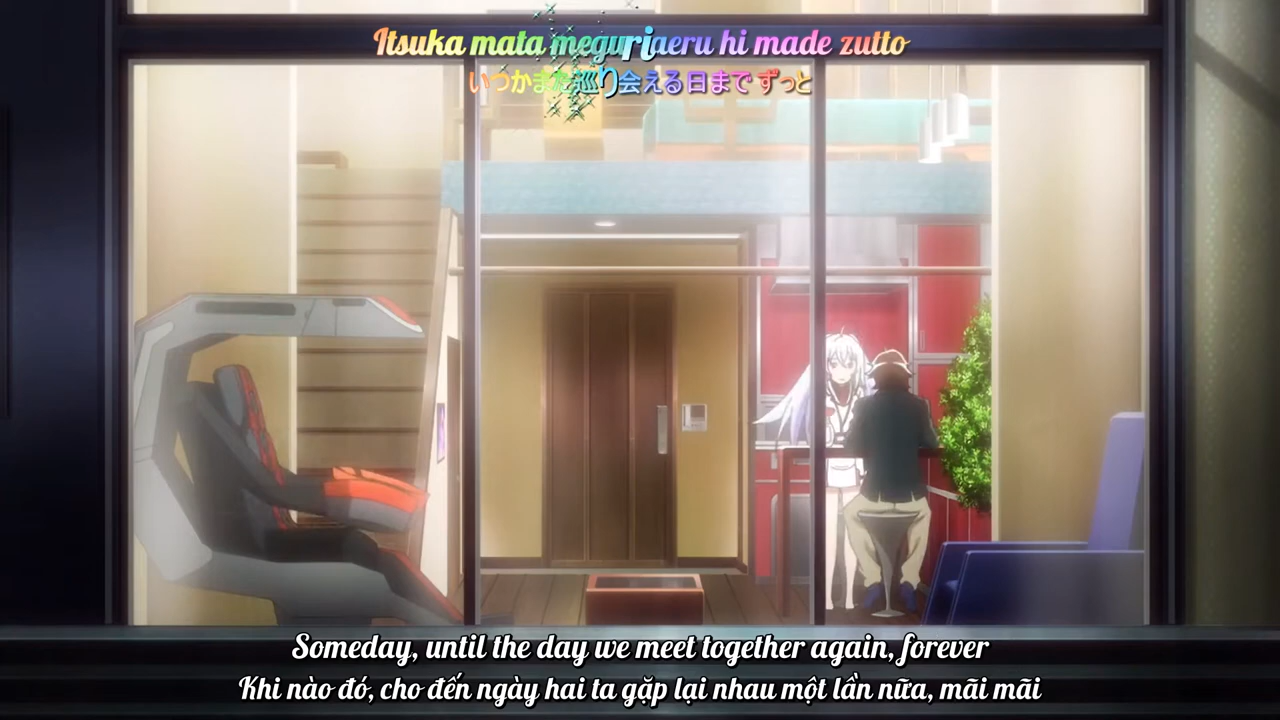 Itsuka mata meguriaeru hi made zutto
いつかまた巡り会える日まで ずっと
Someday, until the day we meet together again, forever
Khi nào đó, cho đến ngày hai ta gặp lại nhau một lần nữa, mãi mãi